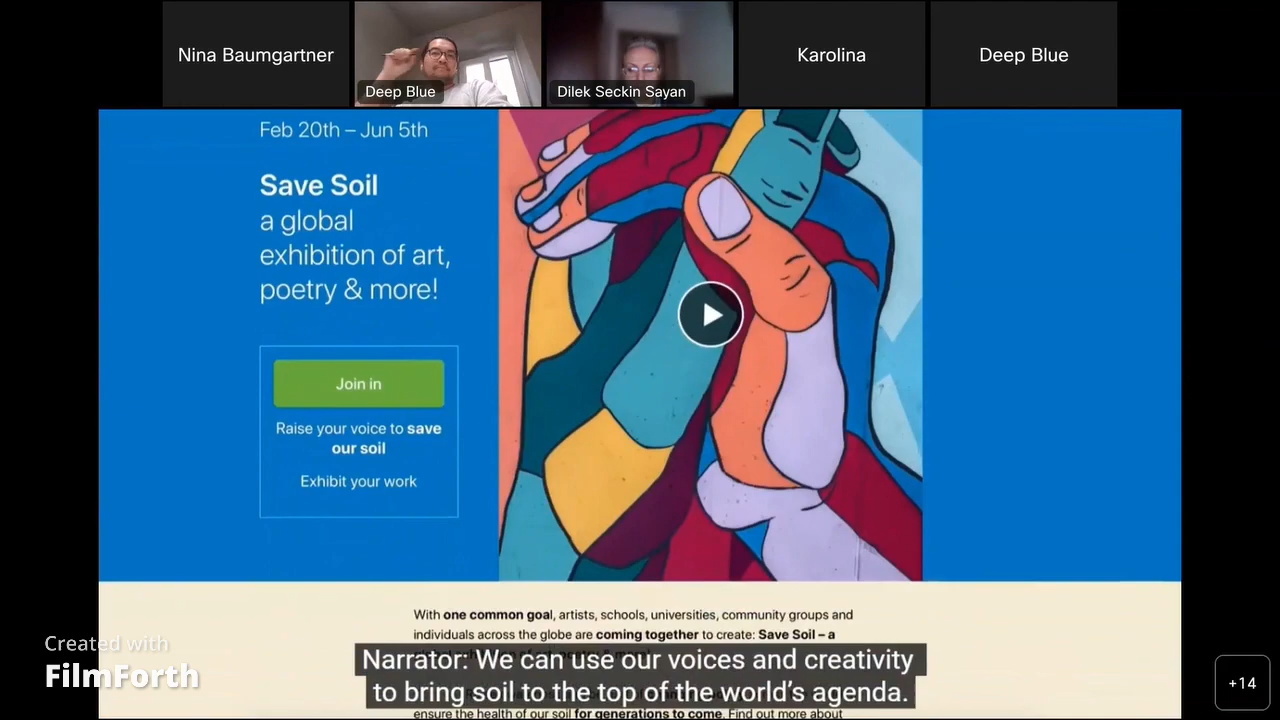 Nina Baumgartner
Deep Blue
Dilek Seckin Sayan
Karolina
Deep Blue
Feb 20th – Jun 5th
Save Soil
a global
exhibition of art,
poetry & more!
Join in
Raise your voice to save
our soil
Exhibit your work
With one common goal, artists, schools, universities, community groups and
individuals across the globe are coming together to create: Save Soil – a
Narrator: We can use our voices and creativity
to bring soil to the top of the world's agenda.
ensure the health of our soil for generations to come. Find out more about
Created with
FilmForth
+14